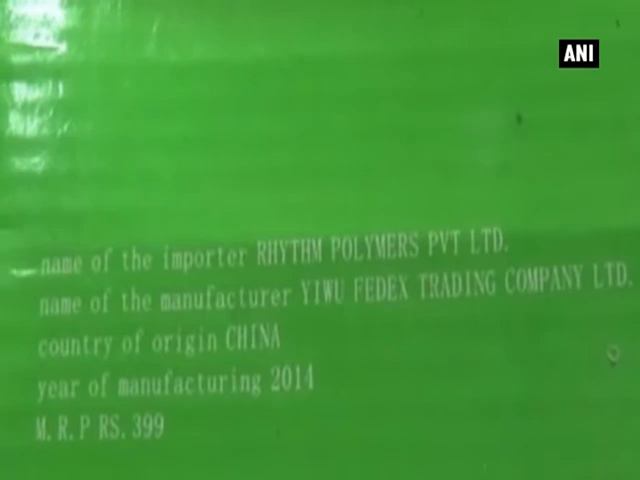 ANI
name of the importer RHYTHM POLYMERS PVT LTD.
name of the manufacturer YIWU FEDEX TRADING COMPANY LTD.
country of origin CHINA
year of manufacturing 2014
M.R.P RS.399